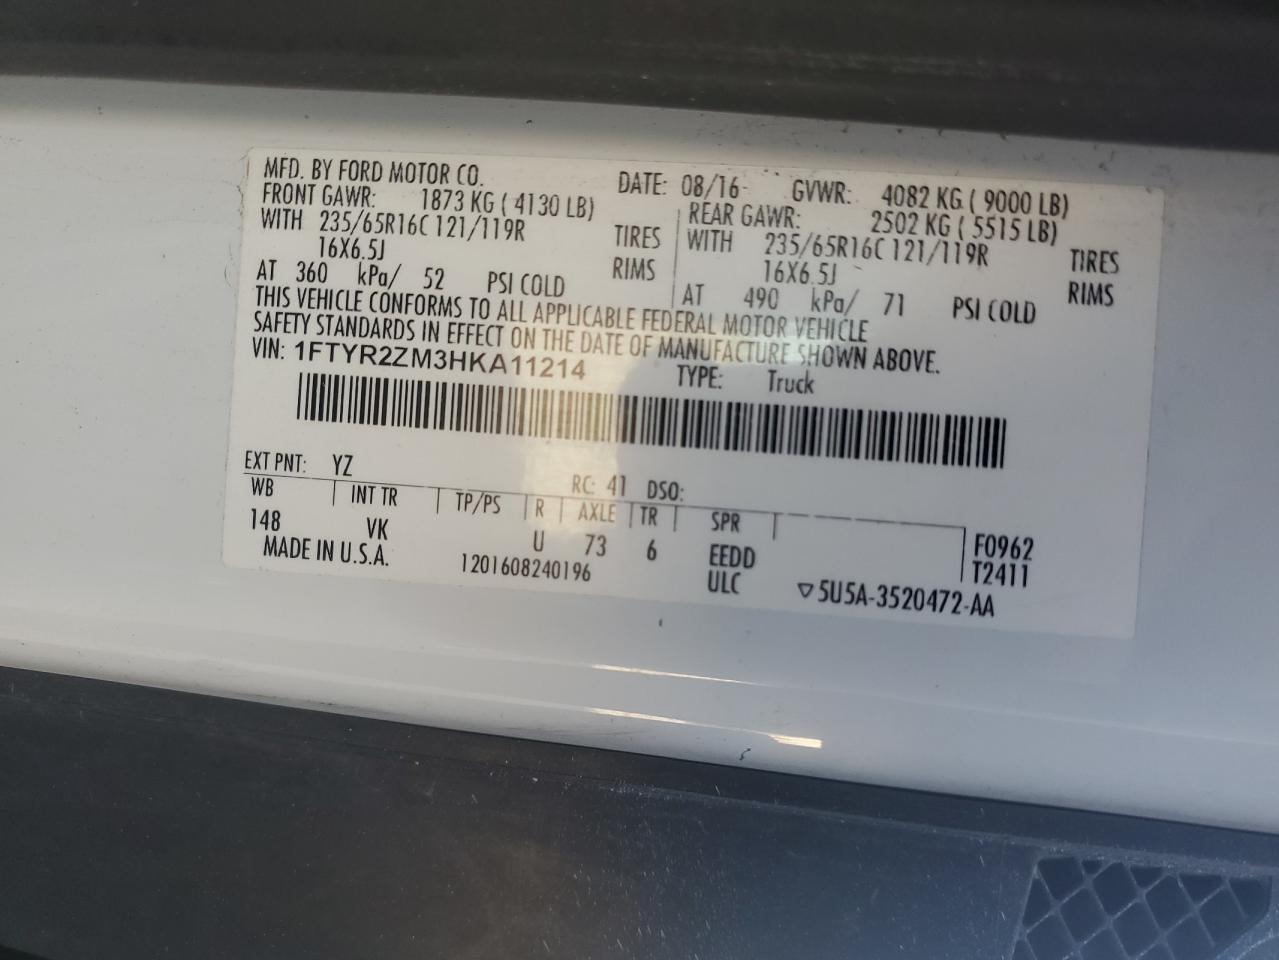 MFD. BY FORD MOTOR CO. DATE: 08/16 GVWR: 4082 KG ( 9000 LB)
FRONT GAWR: 1873 KG ( 4130 LB) REAR GAWR: 2502 KG ( 5515 LB)
WITH 235/65R16C 121/119R TIRES WITH 235/65R16C 121/119R TIRES
16X6.5J RIMS 16X6.5J RIMS
AT 360 kPa/ 52 PSI COLD AT 490 kPa/ 71 PSI COLD
THIS VEHICLE CONFORMS TO ALL APPLICABLE FEDERAL MOTOR VEHICLE
SAFETY STANDARDS IN EFFECT ON THE DATE OF MANUFACTURE SHOWN ABOVE.
VIN: 1FTYR2ZM3HKA11214 TYPE: Truck
EXT PNT: YZ RC: 41 DSO:
WB INT TR TP/PS R AXLE TR SPR
148 VK U 73 6 EEDD F0962
MADE IN U.S.A. 1201608240196 ULC T2411
▽5U5A-3520472-AA